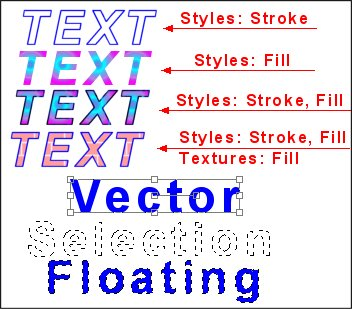 TEXT Styles: Stroke
TEXT Styles: Fill
TEXT Styles: Stroke, Fill
TEXT Styles: Stroke, Fill
Textures: Fill
Vector
Selection
Floating